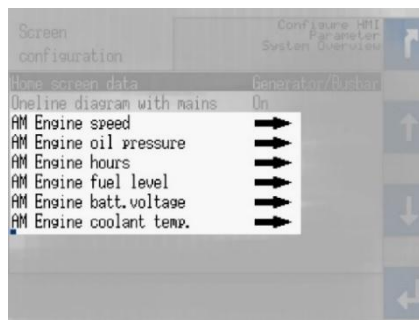 Screen
configuration
Configure HMI
Parameter
System Overview
Home screen data Generator/Busbar
Oneline diagram with mains On
AM Engine speed
AM Engine oil pressure
AM Engine hours
AM Engine fuel level
AM Engine batt.voltage
AM Engine coolant temp.